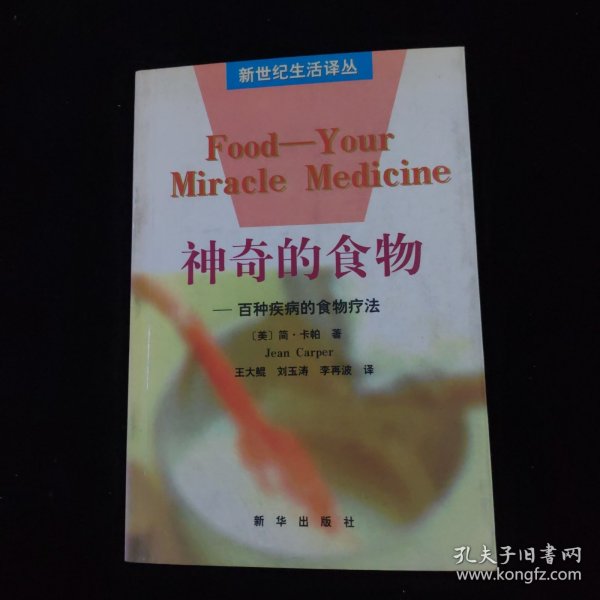 新世纪生活译丛
Food—Your
Miracle Medicine
神奇的食物
——百种疾病的食物疗法
〔美〕简·卡帕 著
Jean Carper
王大鲲 刘玉涛 李再波 译
新华出版社
孔夫子旧书网
www.kongfz.com